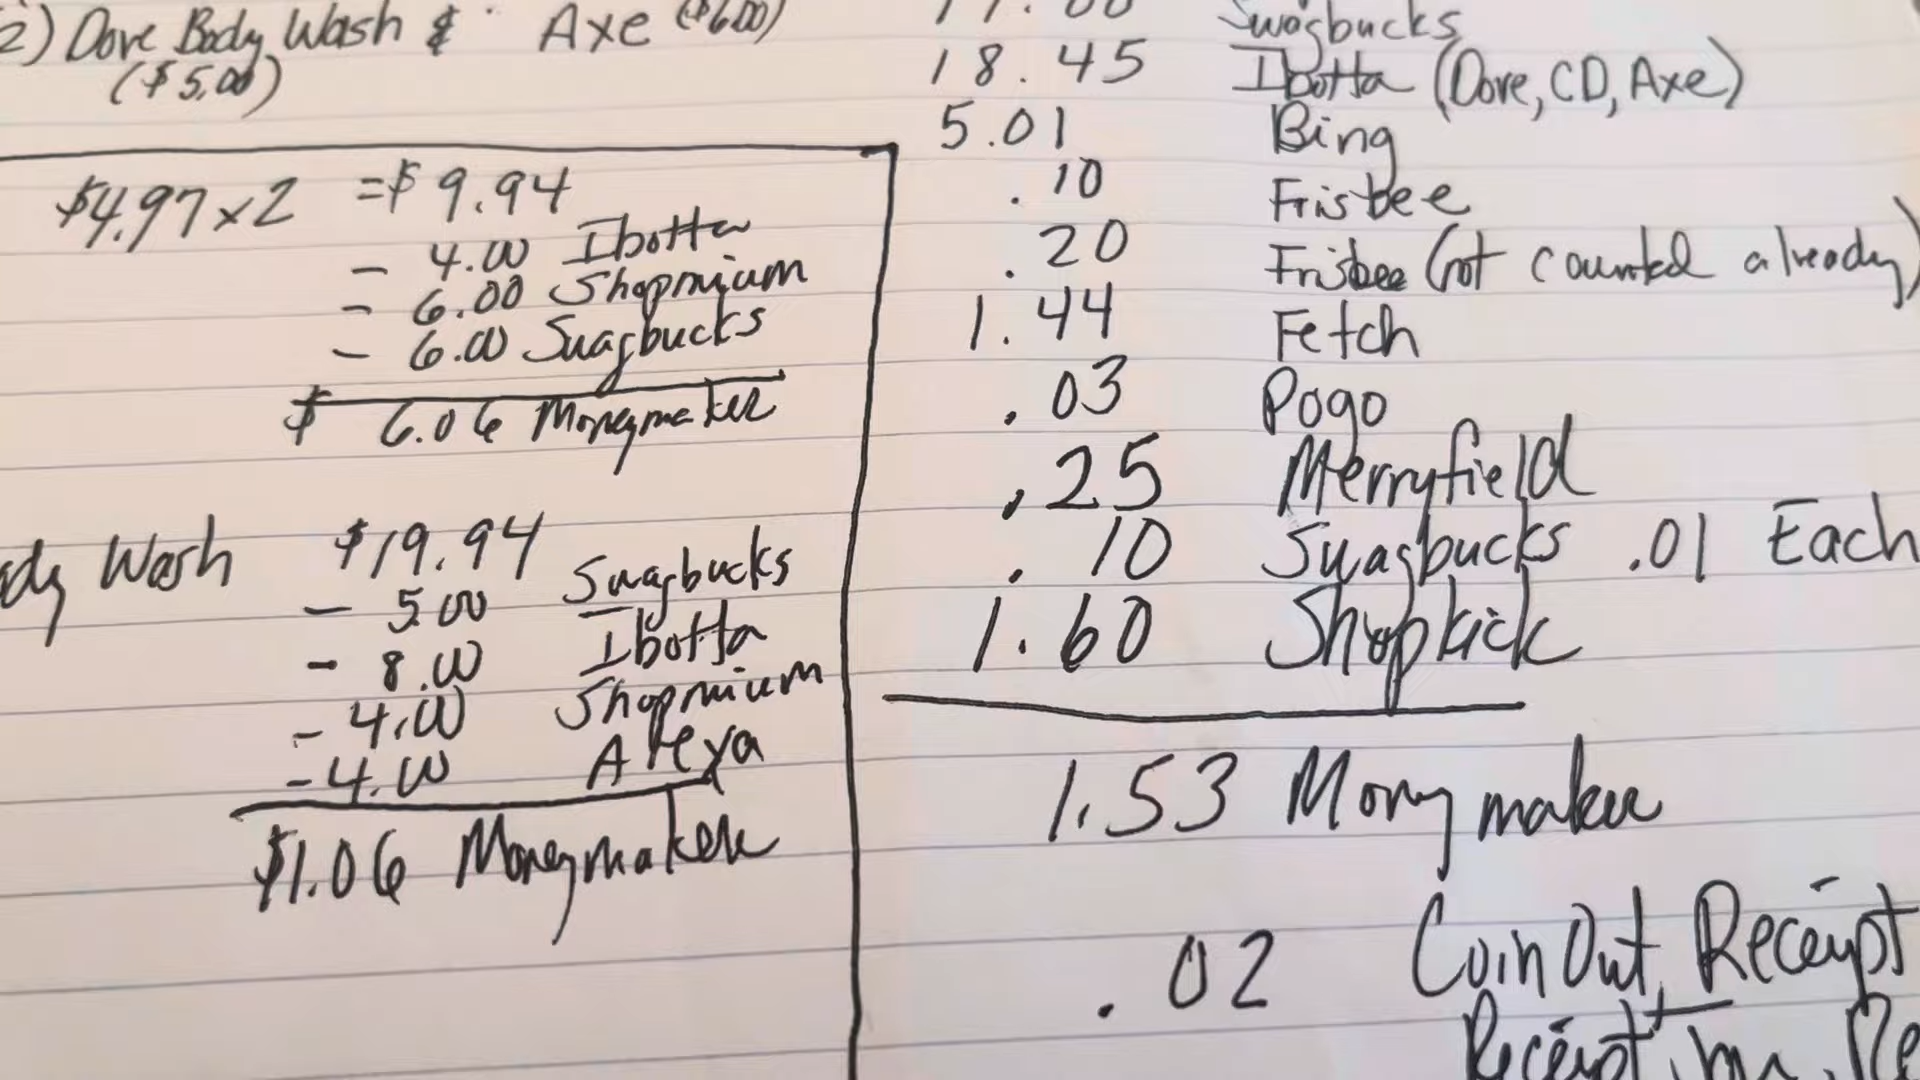 2) Dove Body Wash & Axe ($6.00)
($5.00)
$4.97 x 2 = $9.94
- 4.00 Ibotta
- 6.00 Shopmium
- 6.00 Swagbucks
$ 6.06 Moneymaker
ody Wash $19.94
- 5.00 Swagbucks
- 8.00 Ibotta
- 4.00 Shopmium
- 4.00 Alexa
$1.06 Moneymaker
Swagbucks
18.45 Ibotta (Dove, CD, Axe)
5.01 Bing
.10 Frisbee
.20 Frisbee (not counted already)
1.44 Fetch
.03 Pogo
.25 Merryfield
.10 Swagbucks .01 Each
1.60 Shopkick
1.53 Moneymaker
.02 CoinOut, Receipt
Receipt